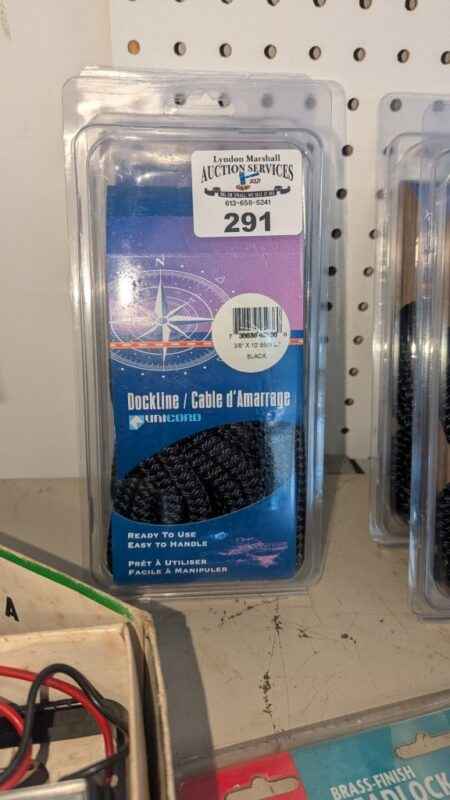 Lyndon Marshall
AUCTION SERVICES
613-658-5241
291
3/8" X 10'
BLACK
Dockline / Cable d'Amarrage
UNICORD
READY TO USE
EASY TO HANDLE
PRÊT À UTILISER
FACILE À MANIPULER
A
BRASS-FINISH